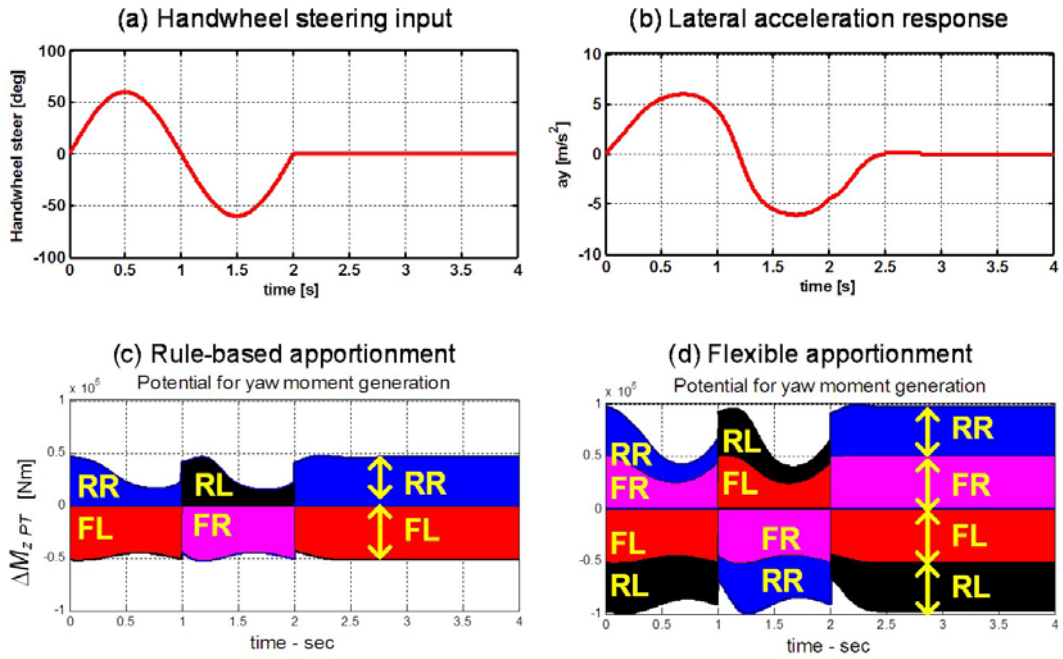 (a) Handwheel steering input
100
50
0
-50
-100
Handwheel steer [deg]
0 0.5 1 1.5 2 2.5 3 3.5 4
time [s]
(b) Lateral acceleration response
10
5
0
-5
-10
ay [m/s²]
0 0.5 1 1.5 2 2.5 3 3.5 4
time [s]
(c) Rule-based apportionment
Potential for yaw moment generation
x 10⁵
1
0.5
0
-0.5
-1
ΔM_{z PT} [Nm]
RR RL RR
FL FR FL
0 0.5 1 1.5 2 2.5 3 3.5 4
time - sec
(d) Flexible apportionment
Potential for yaw moment generation
x 10⁵
1
0.5
0
-0.5
-1
RR RL RR
FR FL FR
FL FR FL
RL RR RL
0 0.5 1 1.5 2 2.5 3 3.5 4
time - sec